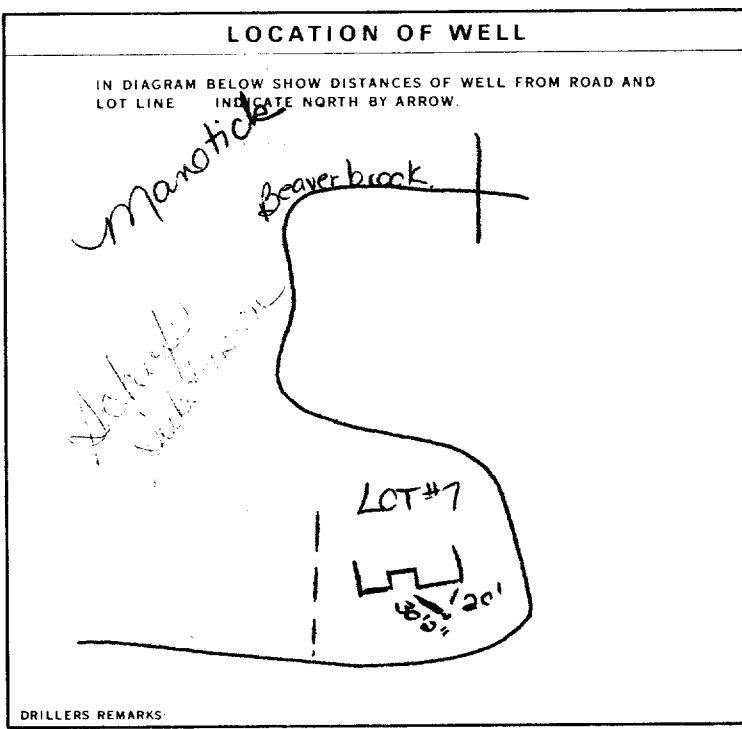 LOCATION OF WELL
IN DIAGRAM BELOW SHOW DISTANCES OF WELL FROM ROAD AND
LOT LINE INDICATE NORTH BY ARROW.
Manotick
Beaverbrook.
LOT #7
20'
DRILLERS REMARKS